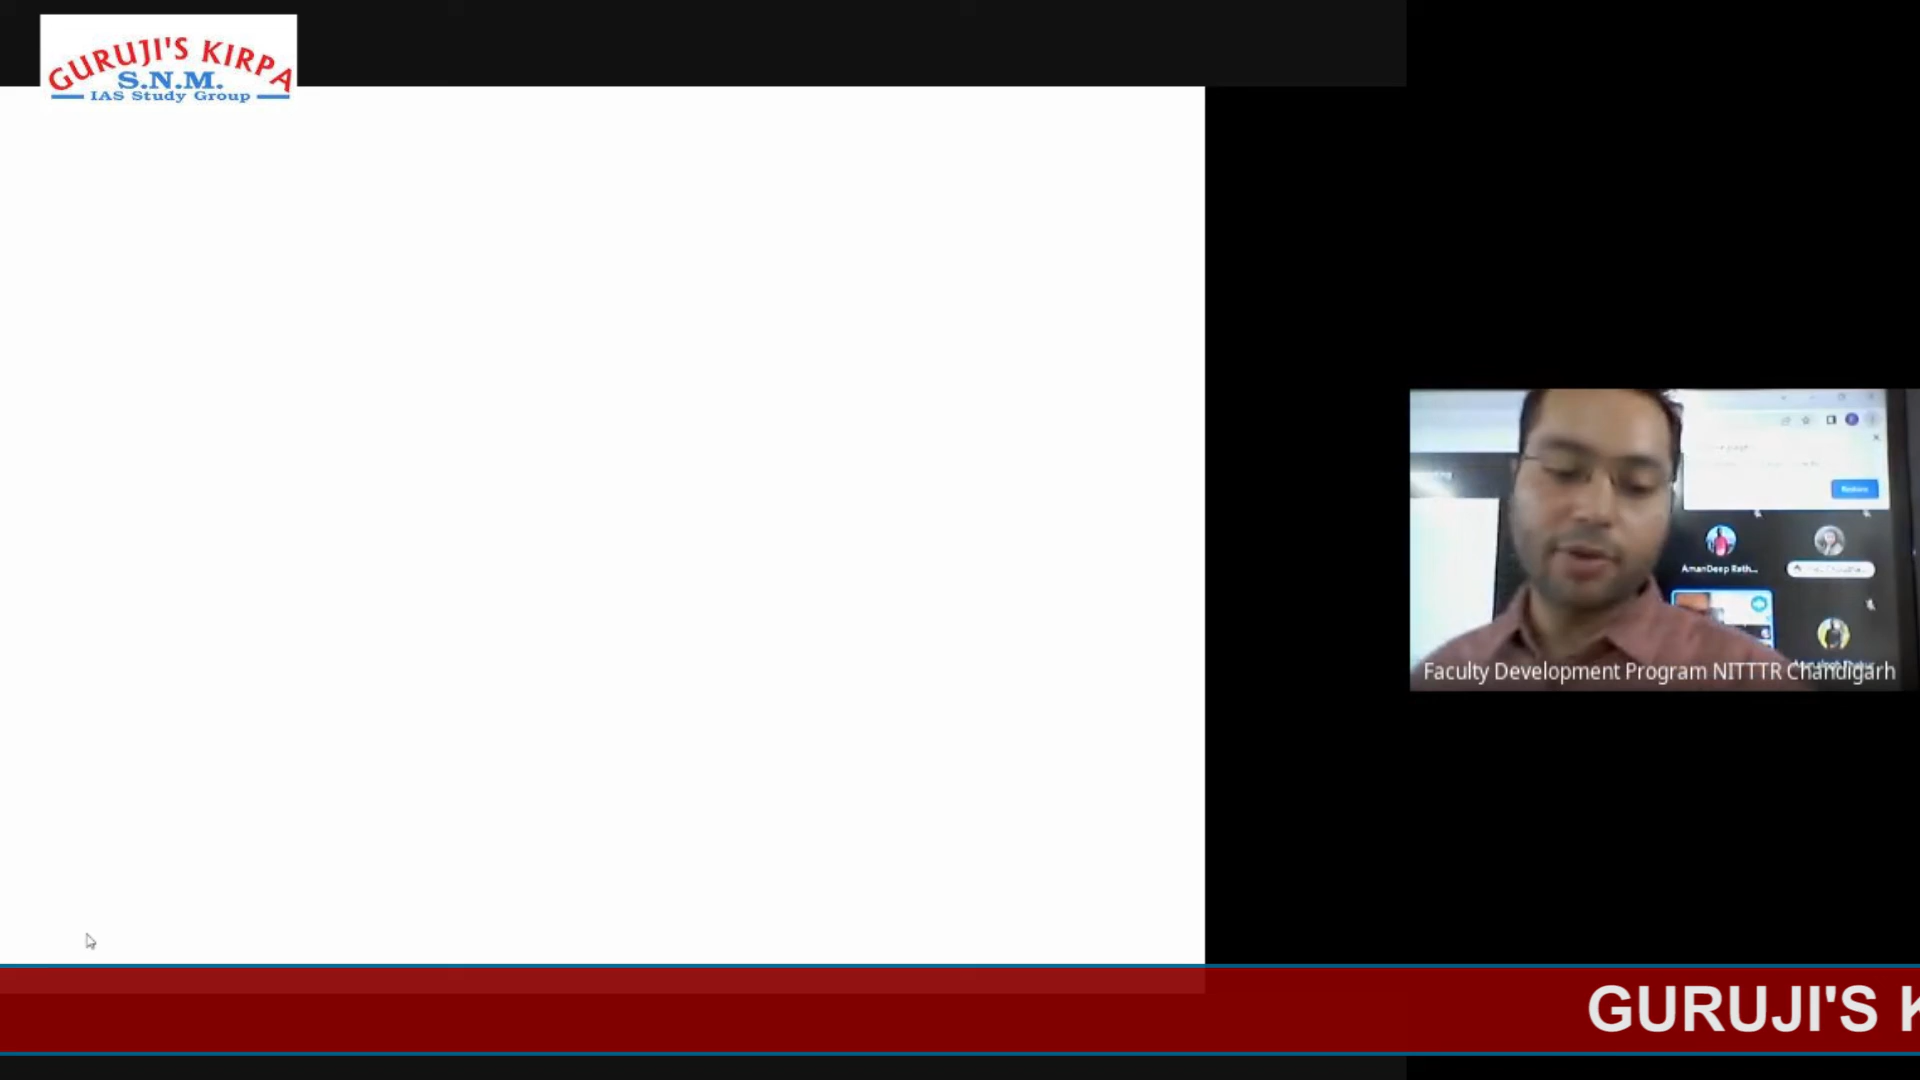 GURUJI'S KIRPA
S.N.M.
IAS Study Group
AmanDeep Rath...
Faculty Development Program NITTTR Chandigarh
GURUJI'S K